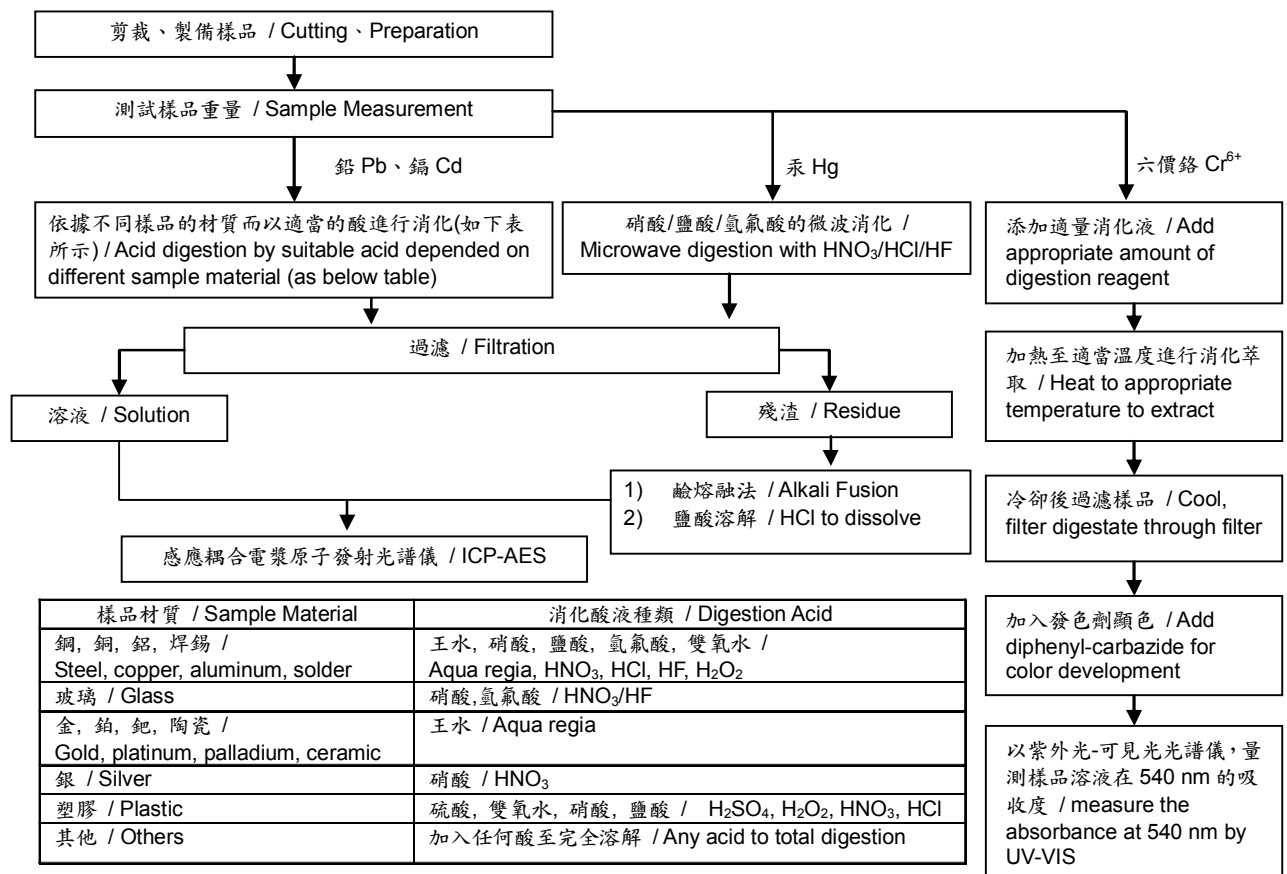 剪裁、製備樣品 / Cutting、Preparation
測試樣品重量 / Sample Measurement
鉛 Pb、鎘 Cd
汞 Hg
六價鉻 Cr⁶⁺
依據不同樣品的材質而以適當的酸進行消化(如下表
所示) / Acid digestion by suitable acid depended on
different sample material (as below table)
硝酸/鹽酸/氫氟酸的微波消化 /
Microwave digestion with HNO₃/HCl/HF
添加適量消化液 / Add
appropriate amount of
digestion reagent
過濾 / Filtration
加熱至適當溫度進行消化萃
取 / Heat to appropriate
temperature to extract
溶液 / Solution
殘渣 / Residue
1) 鹼熔融法 / Alkali Fusion
2) 鹽酸溶解 / HCl to dissolve
冷卻後過濾樣品 / Cool,
filter digestate through filter
感應耦合電漿原子發射光譜儀 / ICP-AES
加入發色劑顯色 / Add
diphenyl-carbazide for
color development
以紫外光-可見光光譜儀，量
測樣品溶液在 540 nm 的吸
收度 / measure the
absorbance at 540 nm by
UV-VIS
樣品材質 / Sample Material 消化酸液種類 / Digestion Acid
鋼, 銅, 鋁, 焊錫 / 王水, 硝酸, 鹽酸, 氫氟酸, 雙氧水 /
Steel, copper, aluminum, solder Aqua regia, HNO₃, HCl, HF, H₂O₂
玻璃 / Glass 硝酸,氫氟酸 / HNO₃/HF
金, 鉑, 鈀, 陶瓷 / 王水 / Aqua regia
Gold, platinum, palladium, ceramic
銀 / Silver 硝酸 / HNO₃
塑膠 / Plastic 硫酸, 雙氧水, 硝酸, 鹽酸 / H₂SO₄, H₂O₂, HNO₃, HCl
其他 / Others 加入任何酸至完全溶解 / Any acid to total digestion